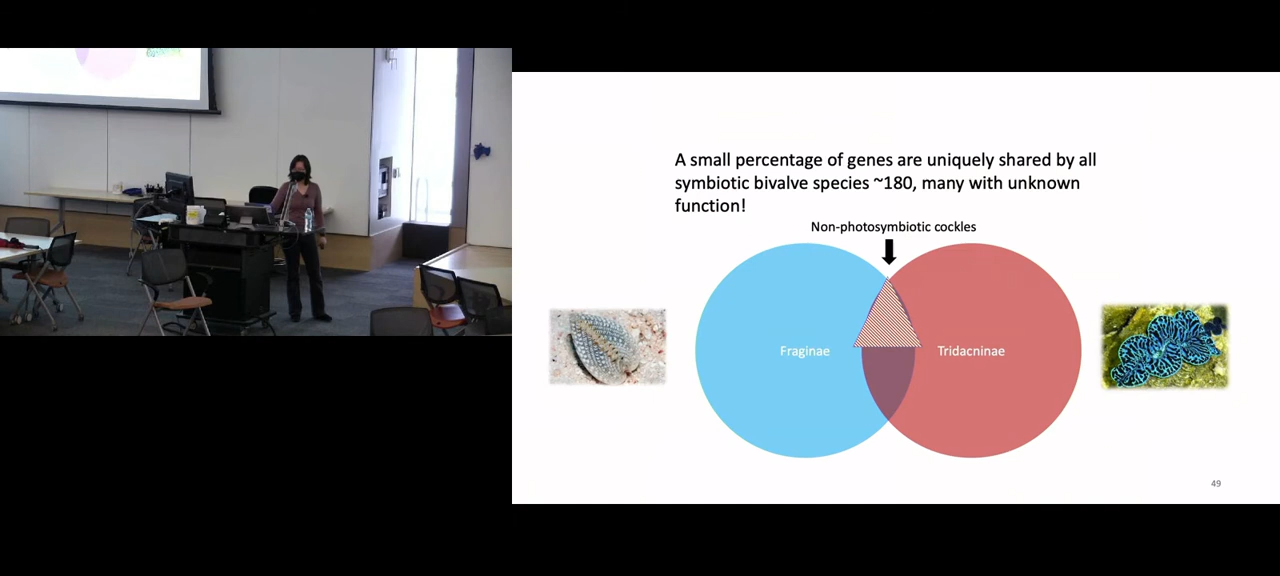 A small percentage of genes are uniquely shared by all
symbiotic bivalve species ~180, many with unknown
function!
Non-photosymbiotic cockles
Fraginae
Tridacninae
49